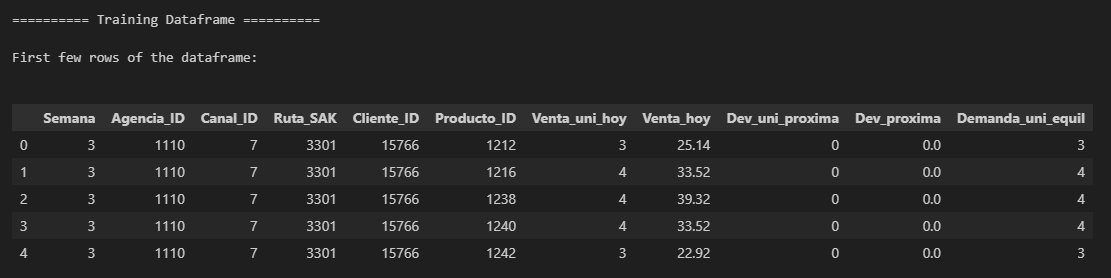 ========== Training Dataframe ==========
First few rows of the dataframe:
Semana Agencia_ID Canal_ID Ruta_SAK Cliente_ID Producto_ID Venta_uni_hoy Venta_hoy Dev_uni_proxima Dev_proxima Demanda_uni_equil
0 3 1110 7 3301 15766 1212 3 25.14 0 0.0 3
1 3 1110 7 3301 15766 1216 4 33.52 0 0.0 4
2 3 1110 7 3301 15766 1238 4 39.32 0 0.0 4
3 3 1110 7 3301 15766 1240 4 33.52 0 0.0 4
4 3 1110 7 3301 15766 1242 3 22.92 0 0.0 3